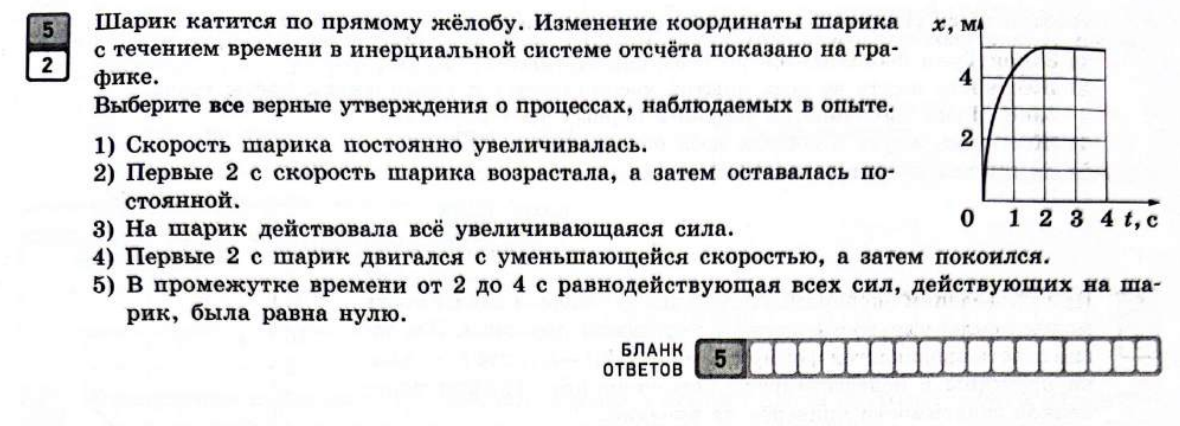 5
2
Шарик катится по прямому жёлобу. Изменение координаты шарика
с течением времени в инерциальной системе отсчёта показано на гра-
фике.
Выберите все верные утверждения о процессах, наблюдаемых в опыте.
1) Скорость шарика постоянно увеличивалась.
2) Первые 2 с скорость шарика возрастала, а затем оставалась по-
стоянной.
3) На шарик действовала всё увеличивающаяся сила.
4) Первые 2 с шарик двигался с уменьшающейся скоростью, а затем покоился.
5) В промежутке времени от 2 до 4 с равнодействующая всех сил, действующих на ша-
рик, была равна нулю.
x, м
4
2
0 1 2 3 4 t, с
БЛАНК
ОТВЕТОВ
5